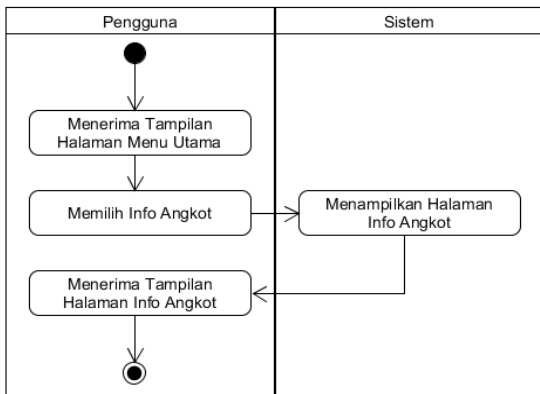 Pengguna
Sistem
Menerima Tampilan
Halaman Menu Utama
Memilih Info Angkot
Menampilkan Halaman
Info Angkot
Menerima Tampilan
Halaman Info Angkot